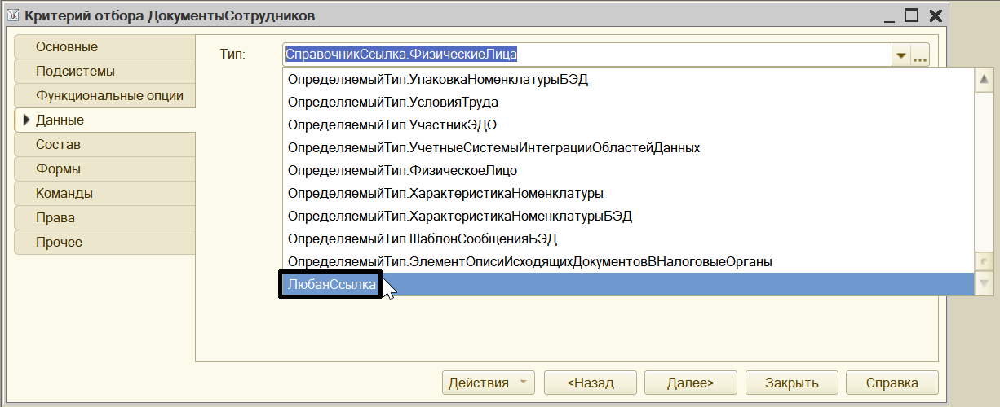 Критерий отбора ДокументыСотрудников
Основные
Подсистемы
Функциональные опции
Данные
Состав
Формы
Команды
Права
Прочее
Тип: СправочникСсылка.ФизическиеЛица ...
ОпределяемыйТип.УпаковкаНоменклатурыБЭД
ОпределяемыйТип.УсловияТруда
ОпределяемыйТип.УчастникЭДО
ОпределяемыйТип.УчетныеСистемыИнтеграцииОбластейДанных
ОпределяемыйТип.ФизическоеЛицо
ОпределяемыйТип.ХарактеристикаНоменклатуры
ОпределяемыйТип.ХарактеристикаНоменклатурыБЭД
ОпределяемыйТип.ШаблонСообщенияБЭД
ОпределяемыйТип.ЭлементОписиИсходящихДокументовВНалоговыеОрганы
ЛюбаяСсылка
Действия <Назад Далее> Закрыть Справка